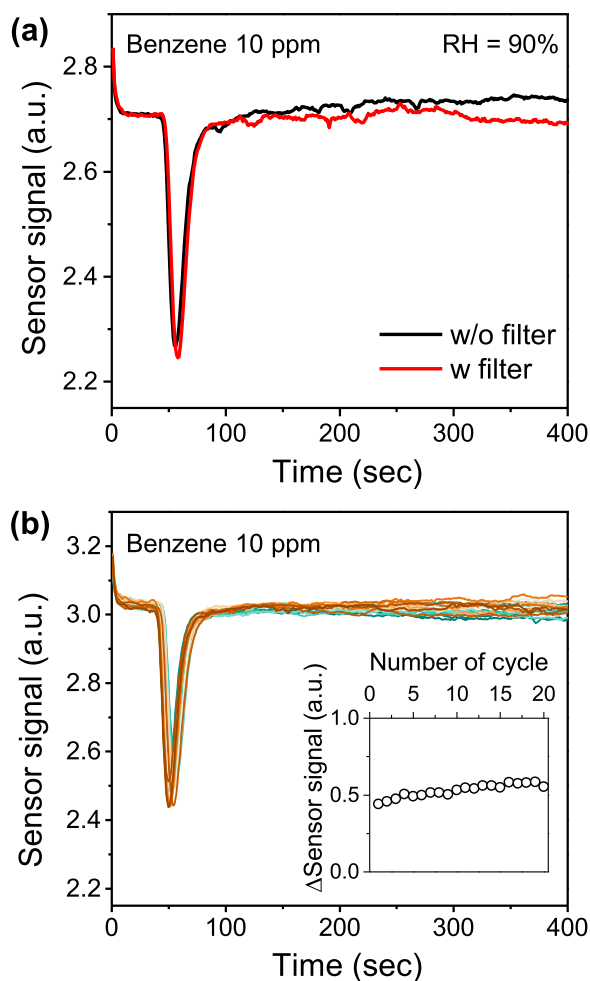 (a)
Benzene 10 ppm
RH = 90%
2.8
2.6
2.4
2.2
Sensor signal (a.u.)
w/o filter
w filter
0
100
200
300
400
Time (sec)
(b)
Benzene 10 ppm
3.2
3.0
2.8
2.6
2.4
2.2
Sensor signal (a.u.)
Number of cycle
0
5
10
15
20
1.0
0.5
0.0
ΔSensor signal (a.u.)
0
100
200
300
400
Time (sec)